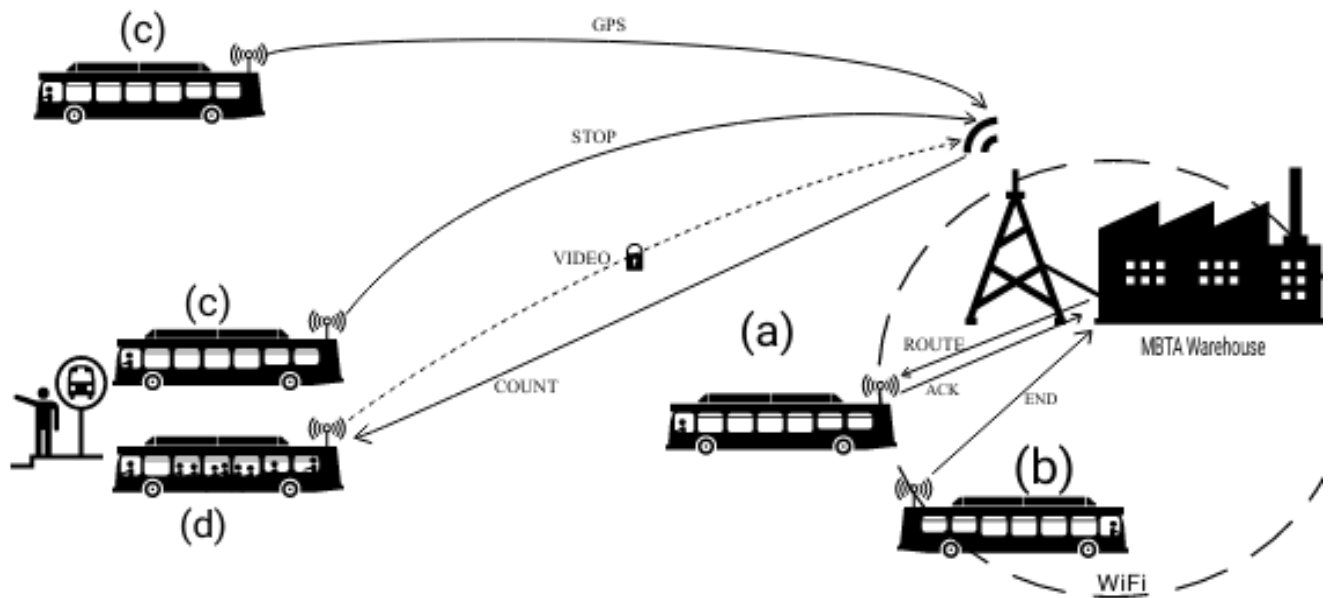 (c)
GPS
STOP
VIDEO
(c)
(a)
ROUTE
MBTA Warehouse
COUNT
ACK
END
(b)
(d)
WiFi